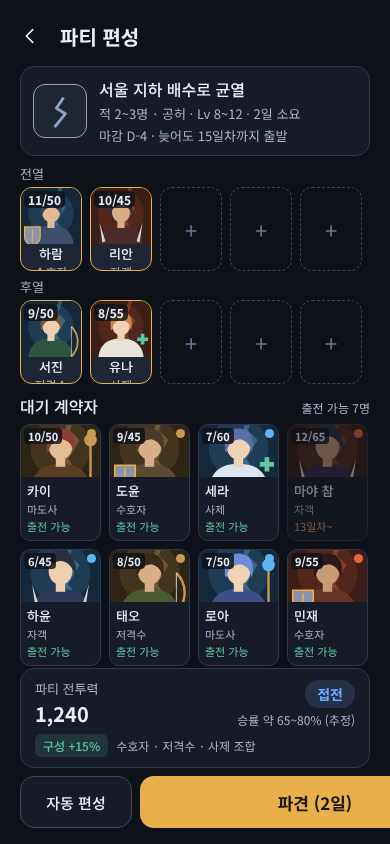 파티 편성
서울 지하 배수로 균열
적 2~3명 · 공허 · Lv 8~12 · 2일 소요
마감 D-4 · 늦어도 15일차까지 출발
전열
11/50 10/45
하람 리안
+ + +
후열
9/50 8/55
서진 유나
+ + +
대기 계약자 출전 가능 7명
10/50 9/45 7/60 12/65
카이 도윤 세라 마야 참
마도사 수호자 사제 자객
출전 가능 출전 가능 출전 가능 13일차~
6/45 8/50 7/50 9/55
하윤 태오 로아 민재
자객 저격수 마도사 수호자
출전 가능 출전 가능 출전 가능 출전 가능
파티 전투력 접전
1,240 승률 약 65~80% (추정)
구성 +15% 수호자 · 저격수 · 사제 조합
자동 편성 파견 (2일)